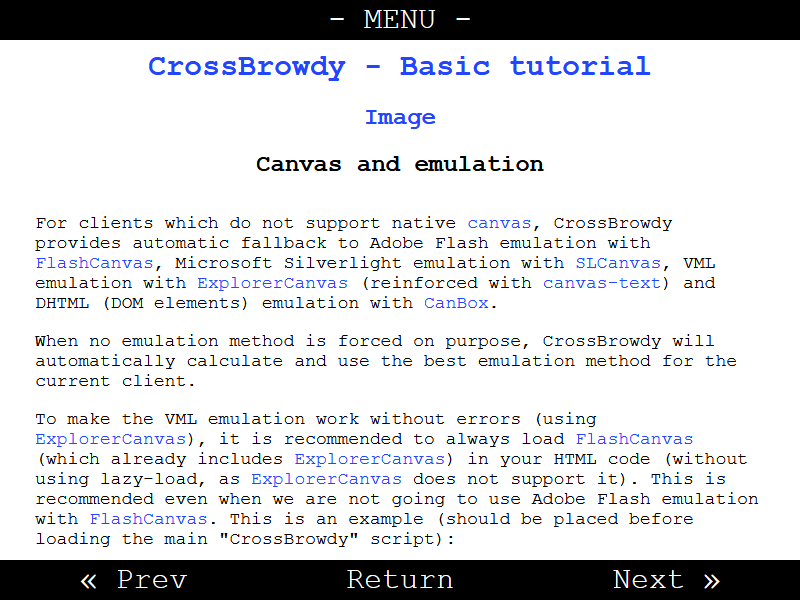 - MENU -
CrossBrowdy - Basic tutorial
Image
Canvas and emulation
For clients which do not support native canvas, CrossBrowdy
provides automatic fallback to Adobe Flash emulation with
FlashCanvas, Microsoft Silverlight emulation with SLCanvas, VML
emulation with ExplorerCanvas (reinforced with canvas-text) and
DHTML (DOM elements) emulation with CanBox.
When no emulation method is forced on purpose, CrossBrowdy will
automatically calculate and use the best emulation method for the
current client.
To make the VML emulation work without errors (using
ExplorerCanvas), it is recommended to always load FlashCanvas
(which already includes ExplorerCanvas) in your HTML code (without
using lazy-load, as ExplorerCanvas does not support it). This is
recommended even when we are not going to use Adobe Flash emulation
with FlashCanvas. This is an example (should be placed before
loading the main "CrossBrowdy" script):
« Prev Return Next »